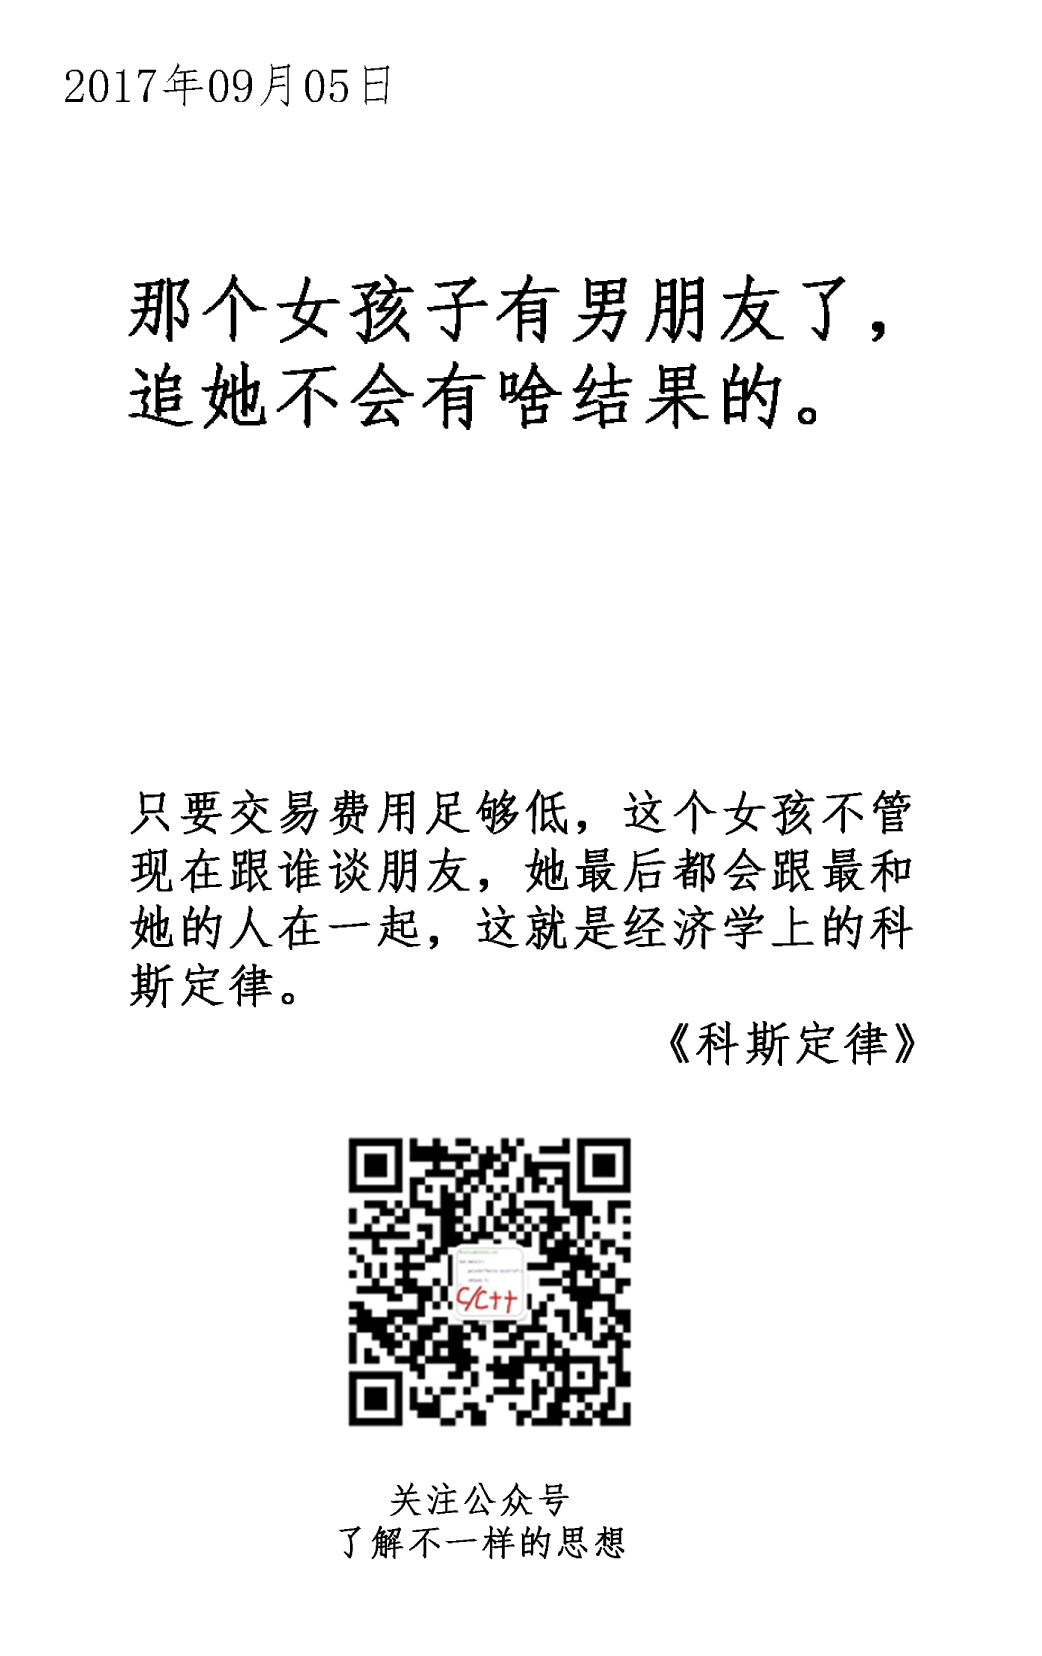 2017年09月05日
那个女孩子有男朋友了，
追她不会有啥结果的。
只要交易费用足够低，这个女孩不管
现在跟谁谈朋友，她最后都会跟最和
她的人在一起，这就是经济学上的科
斯定律。
《科斯定律》
C/C++
关注公众号
了解不一样的思想